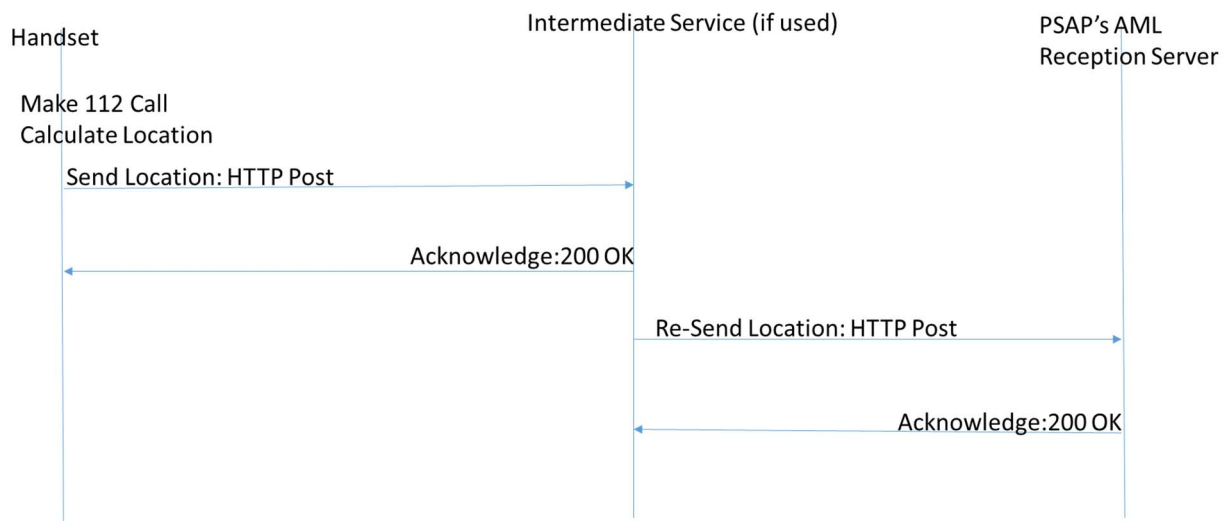 Handset
Intermediate Service (if used)
PSAP's AML
Reception Server
Make 112 Call
Calculate Location
Send Location: HTTP Post
Acknowledge:200 OK
Re-Send Location: HTTP Post
Acknowledge:200 OK